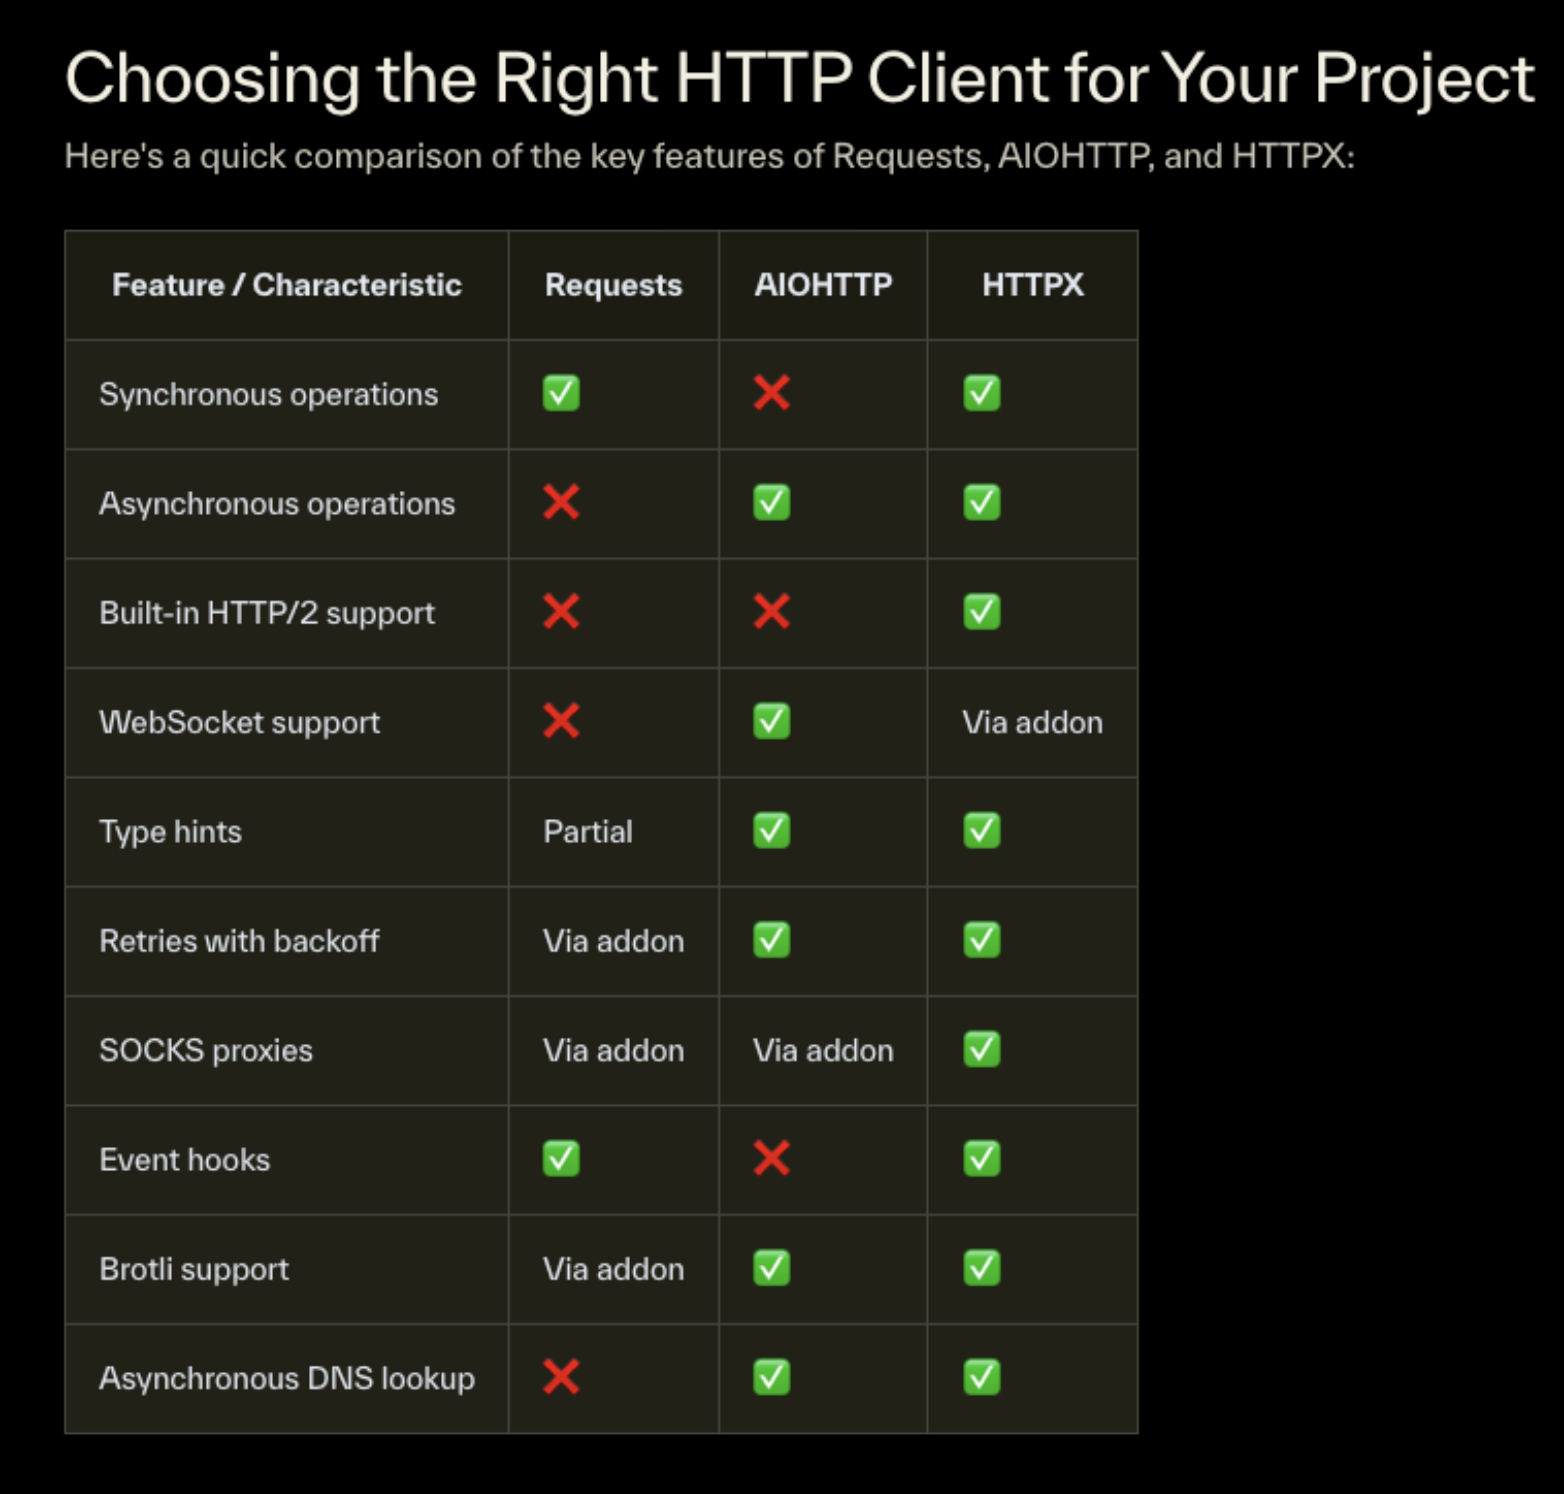 Choosing the Right HTTP Client for Your Project
Here's a quick comparison of the key features of Requests, AIOHTTP, and HTTPX:
Feature / Characteristic Requests AIOHTTP HTTPX
Synchronous operations ✅ ❌ ✅
Asynchronous operations ❌ ✅ ✅
Built-in HTTP/2 support ❌ ❌ ✅
WebSocket support ❌ ✅ Via addon
Type hints Partial ✅ ✅
Retries with backoff Via addon ✅ ✅
SOCKS proxies Via addon Via addon ✅
Event hooks ✅ ❌ ✅
Brotli support Via addon ✅ ✅
Asynchronous DNS lookup ❌ ✅ ✅